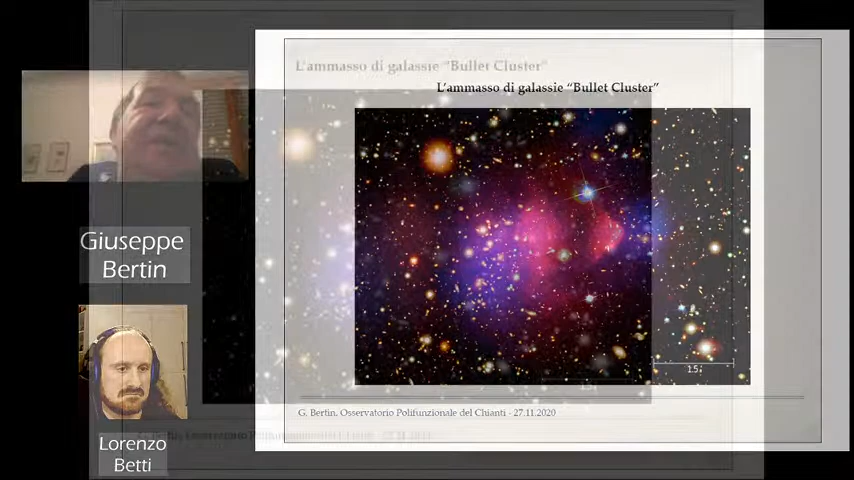 L'ammasso di galassie "Bullet Cluster"
L'ammasso di galassie "Bullet Cluster"
Giuseppe
Bertin
1.5'
G. Bertin, Osservatorio Polifunzionale del Chianti - 27.11.2020
Lorenzo
Betti